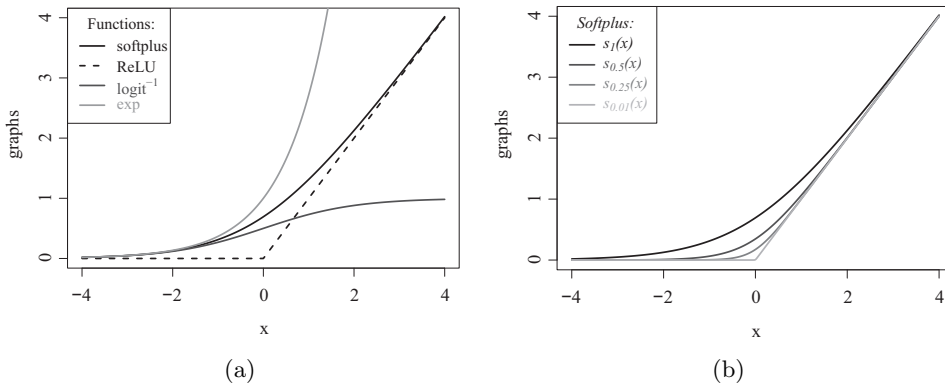 Functions:
softplus
ReLU
logit⁻¹
exp
graphs
0 1 2 3 4
−4 −2 0 2 4
x
(a)
Softplus:
s₁(x)
s₀.₅(x)
s₀.₂₅(x)
s₀.₀₁(x)
graphs
0 1 2 3 4
−4 −2 0 2 4
x
(b)